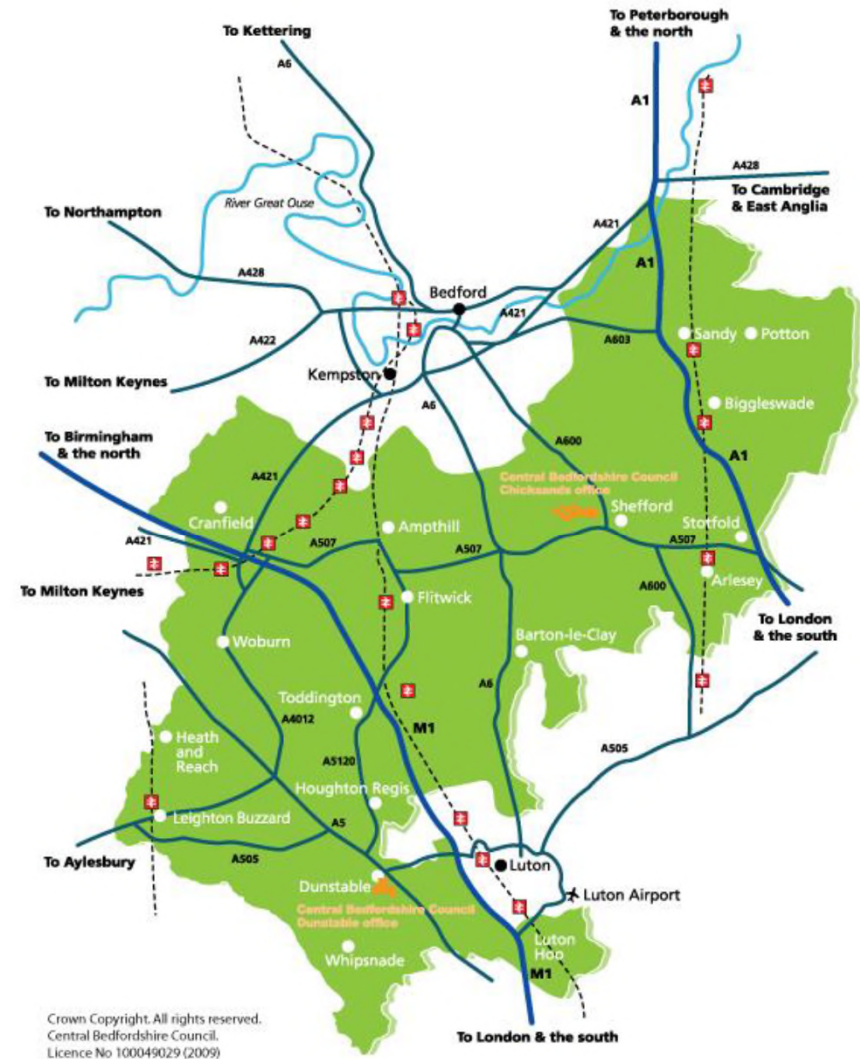 To Peterborough
& the north
To Kettering
A6
A1
A428
To Cambridge
& East Anglia
River Great Ouse
To Northampton
A421
A428
A1
Bedford
A421
A422
A603
Sandy
Potton
Kempston
To Milton Keynes
A6
Biggleswade
To Birmingham
& the north
A600
A1
A421
Central Bedfordshire Council
Chicksands office
Shefford
Cranfield
Ampthill
Stotfold
A421
A507
A507
A507
Arlesey
A600
To Milton Keynes
Flitwick
To London
& the south
Barton-le-Clay
Woburn
A6
Toddington
A4012
M1
Heath
and
Reach
A505
A5120
Houghton Regis
Leighton Buzzard
A5
To Aylesbury
A505
Luton
Dunstable
Luton Airport
Central Bedfordshire Council
Dunstable office
Luton
Hoo
Whipsnade
M1
Crown Copyright. All rights reserved.
Central Bedfordshire Council.
Licence No 100049029 (2009)
To London & the south